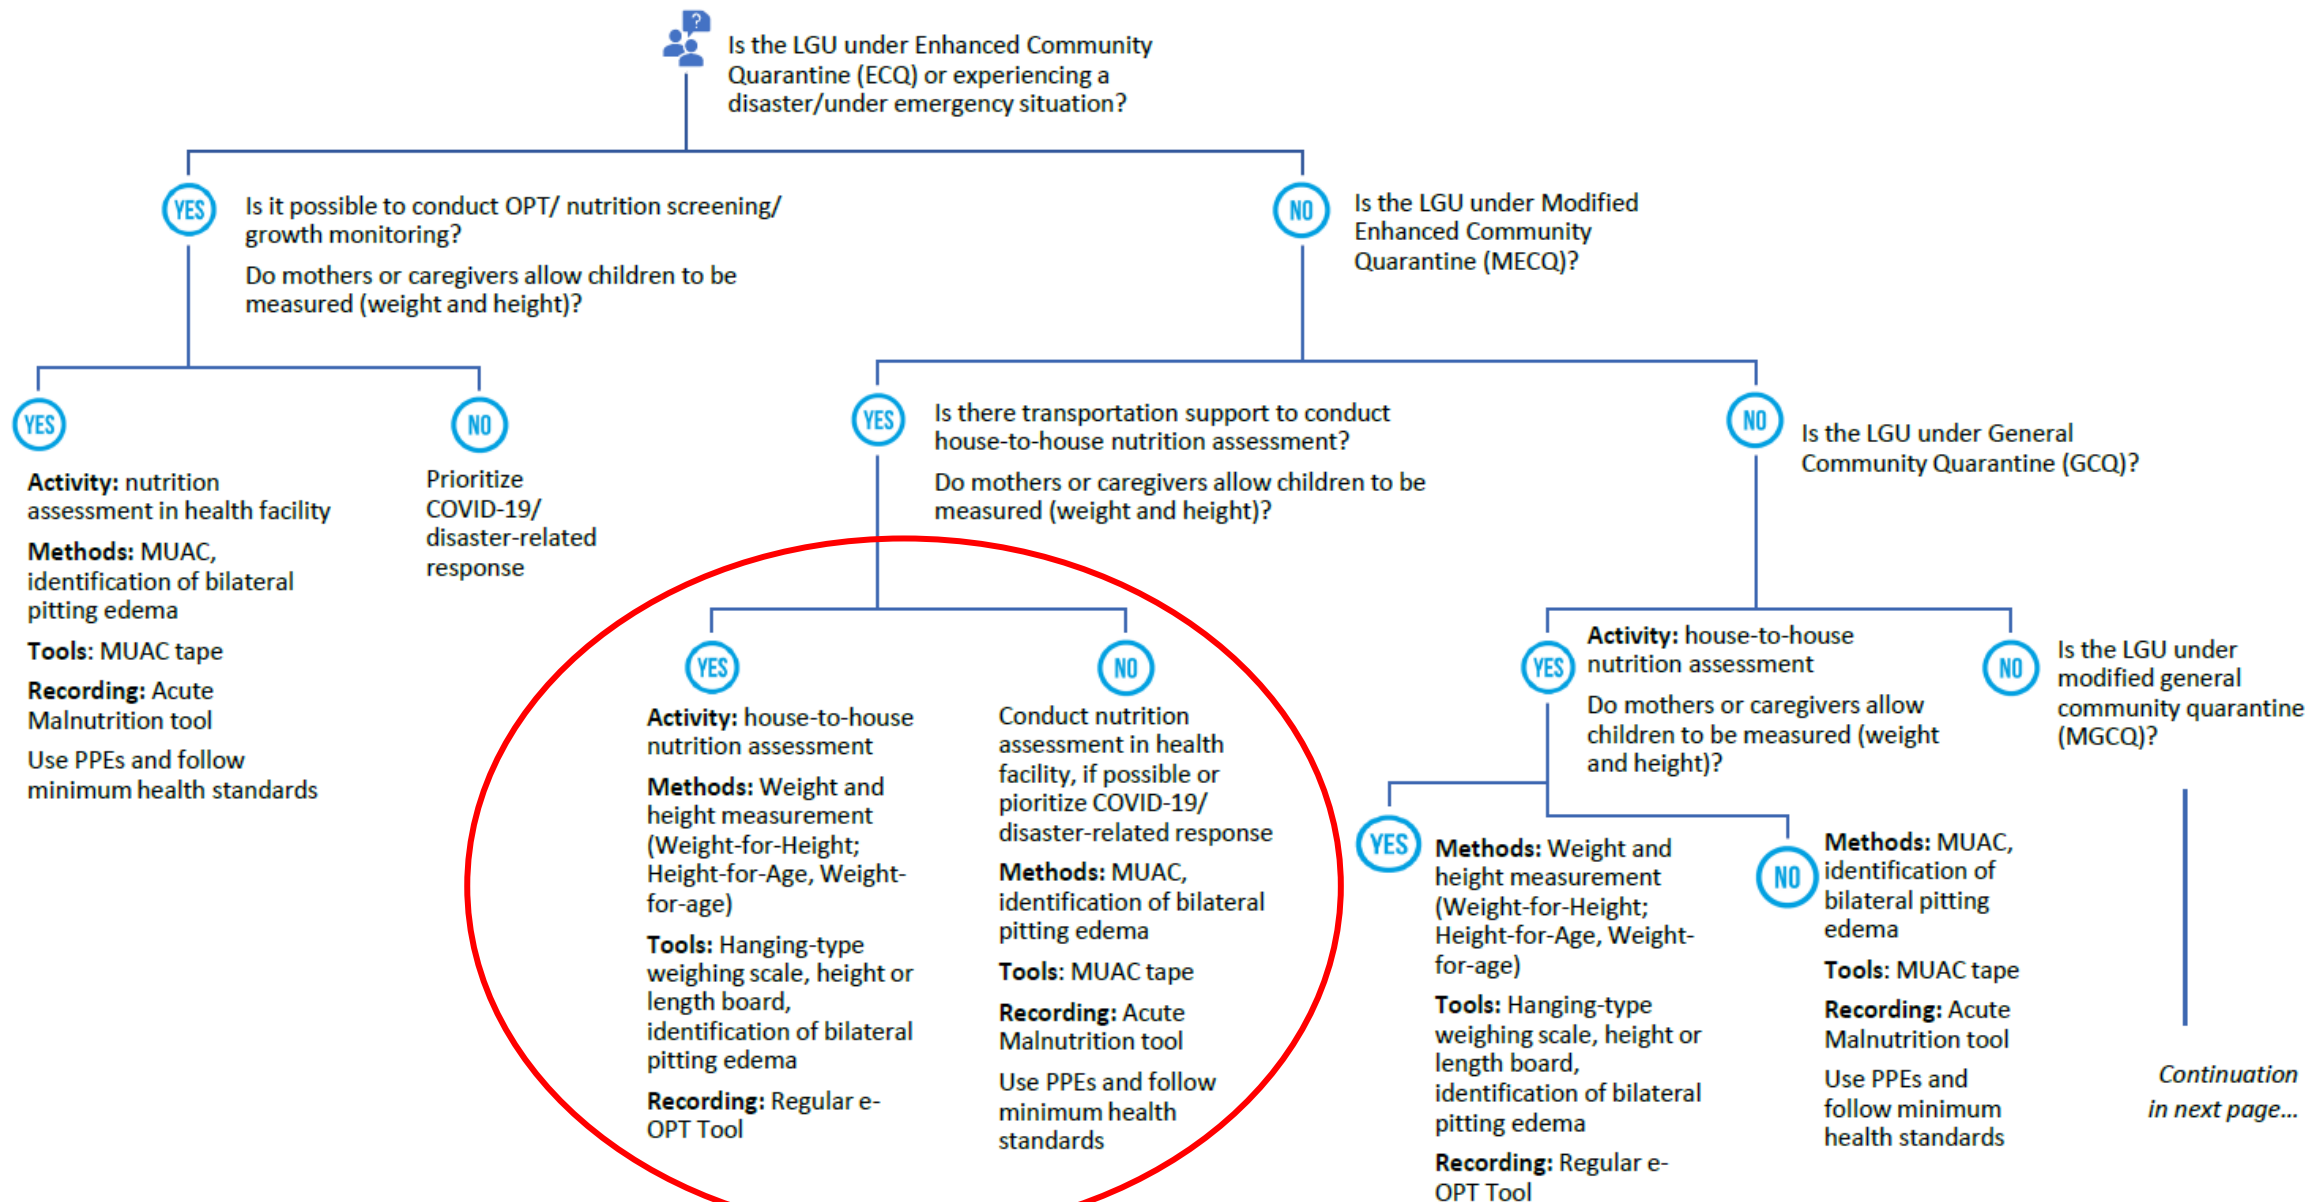 ?
Is the LGU under Enhanced Community
Quarantine (ECQ) or experiencing a
disaster/under emergency situation?
YES
Is it possible to conduct OPT/ nutrition screening/
growth monitoring?
Do mothers or caregivers allow children to be
measured (weight and height)?
NO
Is the LGU under Modified
Enhanced Community
Quarantine (MECQ)?
YES
Activity: nutrition
assessment in health facility
Methods: MUAC,
identification of bilateral
pitting edema
Tools: MUAC tape
Recording: Acute
Malnutrition tool
Use PPEs and follow
minimum health standards
NO
Prioritize
COVID-19/
disaster-related
response
YES
Is there transportation support to conduct
house-to-house nutrition assessment?
Do mothers or caregivers allow children to be
measured (weight and height)?
NO
Is the LGU under General
Community Quarantine (GCQ)?
YES
Activity: house-to-house
nutrition assessment
Methods: Weight and
height measurement
(Weight-for-Height;
Height-for-Age, Weight-
for-age)
Tools: Hanging-type
weighing scale, height or
length board,
identification of bilateral
pitting edema
Recording: Regular e-
OPT Tool
NO
Conduct nutrition
assessment in health
facility, if possible or
pioritize COVID-19/
disaster-related response
Methods: MUAC,
identification of bilateral
pitting edema
Tools: MUAC tape
Recording: Acute
Malnutrition tool
Use PPEs and follow
minimum health
standards
YES
Activity: house-to-house
nutrition assessment
Do mothers or caregivers allow
children to be measured (weight
and height)?
NO
Is the LGU under
modified general
community quarantine
(MGCQ)?
YES
Methods: Weight and
height measurement
(Weight-for-Height;
Height-for-Age, Weight-
for-age)
Tools: Hanging-type
weighing scale, height or
length board,
identification of bilateral
pitting edema
Recording: Regular e-
OPT Tool
NO
Methods: MUAC,
identification of
bilateral pitting
edema
Tools: MUAC tape
Recording: Acute
Malnutrition tool
Use PPEs and
follow minimum
health standards
Continuation
in next page...